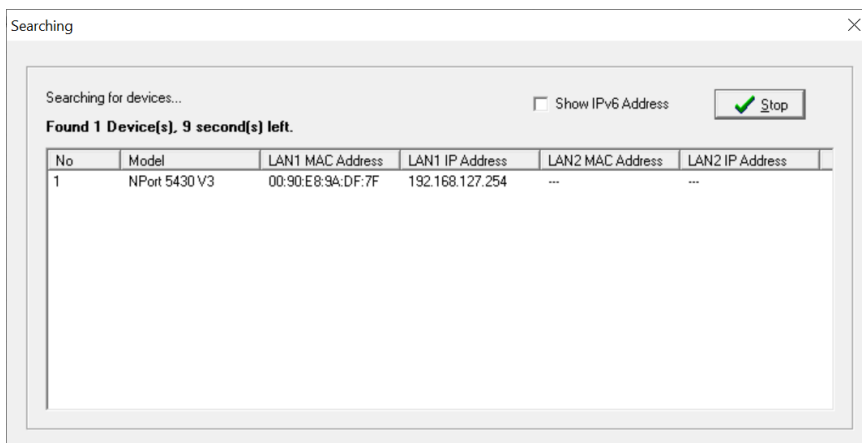 Searching
Searching for devices...
Show IPv6 Address
Stop
Found 1 Device(s), 9 second(s) left.
No Model LAN1 MAC Address LAN1 IP Address LAN2 MAC Address LAN2 IP Address
1 NPort 5430 V3 00:90:E8:9A:DF:7F 192.168.127.254 --- ---